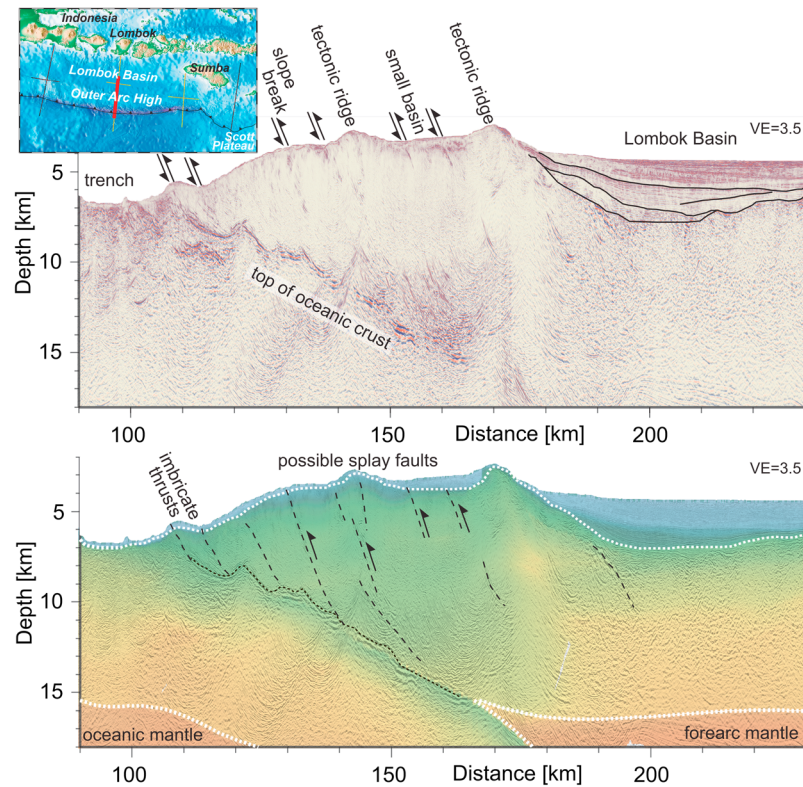 Indonesia
Lombok
Sumba
Lombok Basin
Outer Arc High
Scott
Plateau
slope
break
tectonic ridge
small basin
tectonic ridge
VE=3.5
Lombok Basin
trench
top of oceanic crust
Depth [km]
5
10
15
100
150
Distance [km]
200
imbricate
thrusts
possible splay faults
VE=3.5
Depth [km]
5
10
15
oceanic mantle
forearc mantle
100
150
Distance [km]
200